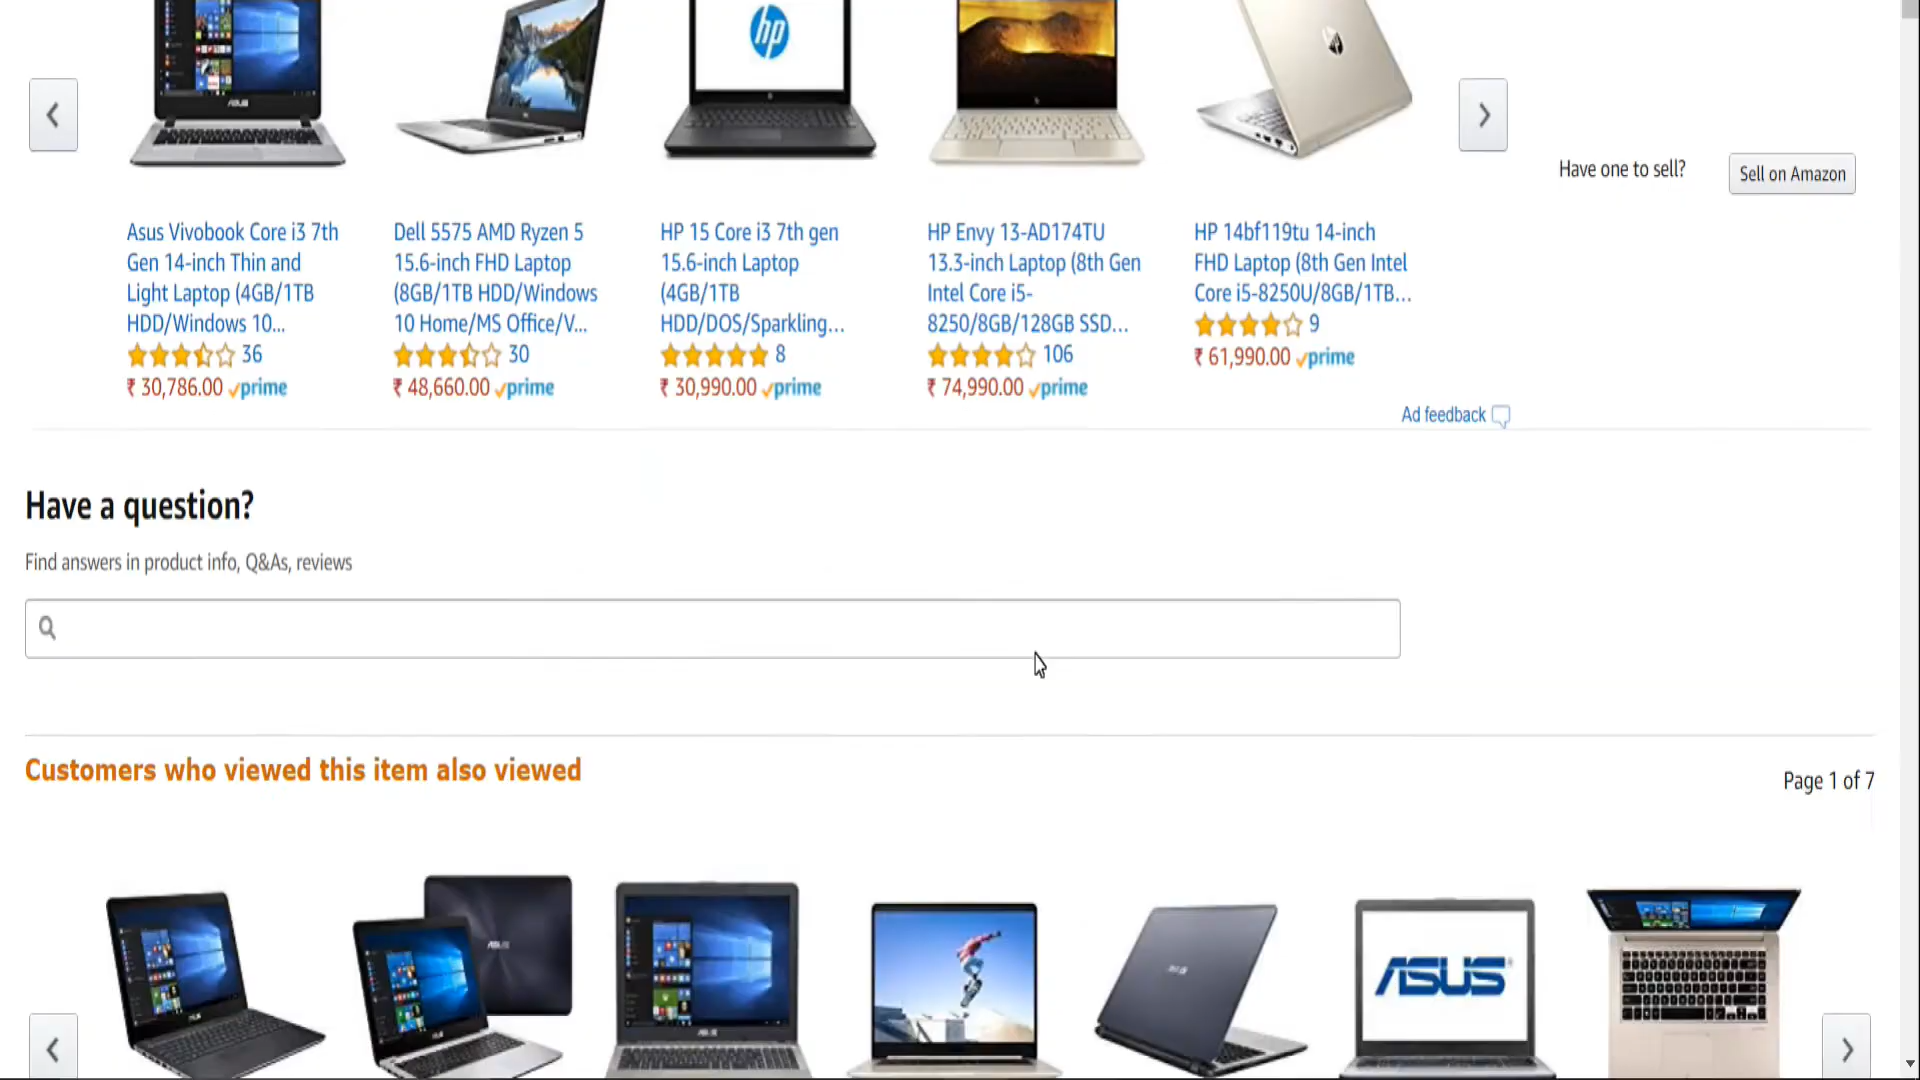 ASUS
hp
Have one to sell?
Sell on Amazon
Asus Vivobook Core i3 7th
Gen 14-inch Thin and
Light Laptop (4GB/1TB
HDD/Windows 10...
36
₹ 30,786.00 prime
Dell 5575 AMD Ryzen 5
15.6-inch FHD Laptop
(8GB/1TB HDD/Windows
10 Home/MS Office/V...
30
₹ 48,660.00 prime
HP 15 Core i3 7th gen
15.6-inch Laptop
(4GB/1TB
HDD/DOS/Sparkling...
8
₹ 30,990.00 prime
HP Envy 13-AD174TU
13.3-inch Laptop (8th Gen
Intel Core i5-
8250/8GB/128GB SSD...
106
₹ 74,990.00 prime
HP 14bf119tu 14-inch
FHD Laptop (8th Gen Intel
Core i5-8250U/8GB/1TB...
9
₹ 61,990.00 prime
Ad feedback
Have a question?
Find answers in product info, Q&As, reviews
Customers who viewed this item also viewed
Page 1 of 7
ASUS